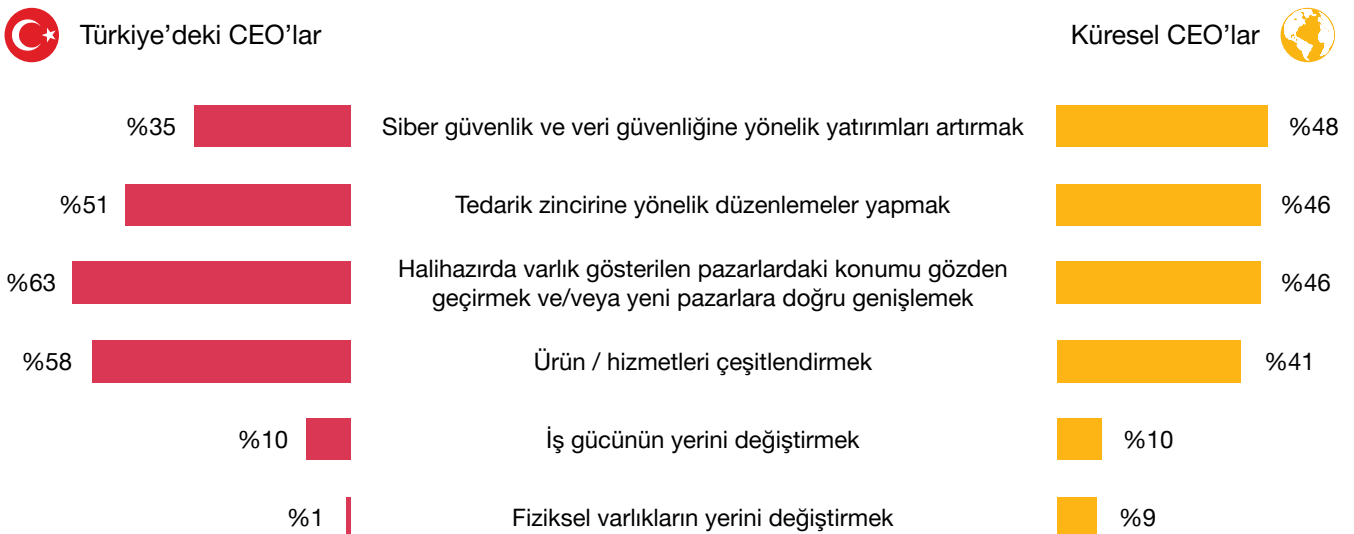 Türkiye’deki CEO’lar
Küresel CEO’lar
%35
Siber güvenlik ve veri güvenliğine yönelik yatırımları artırmak
%48
%51
Tedarik zincirine yönelik düzenlemeler yapmak
%46
%63
Halihazırda varlık gösterilen pazarlardaki konumu gözden
geçirmek ve/veya yeni pazarlara doğru genişlemek
%46
%58
Ürün / hizmetleri çeşitlendirmek
%41
%10
İş gücünün yerini değiştirmek
%10
%1
Fiziksel varlıkların yerini değiştirmek
%9